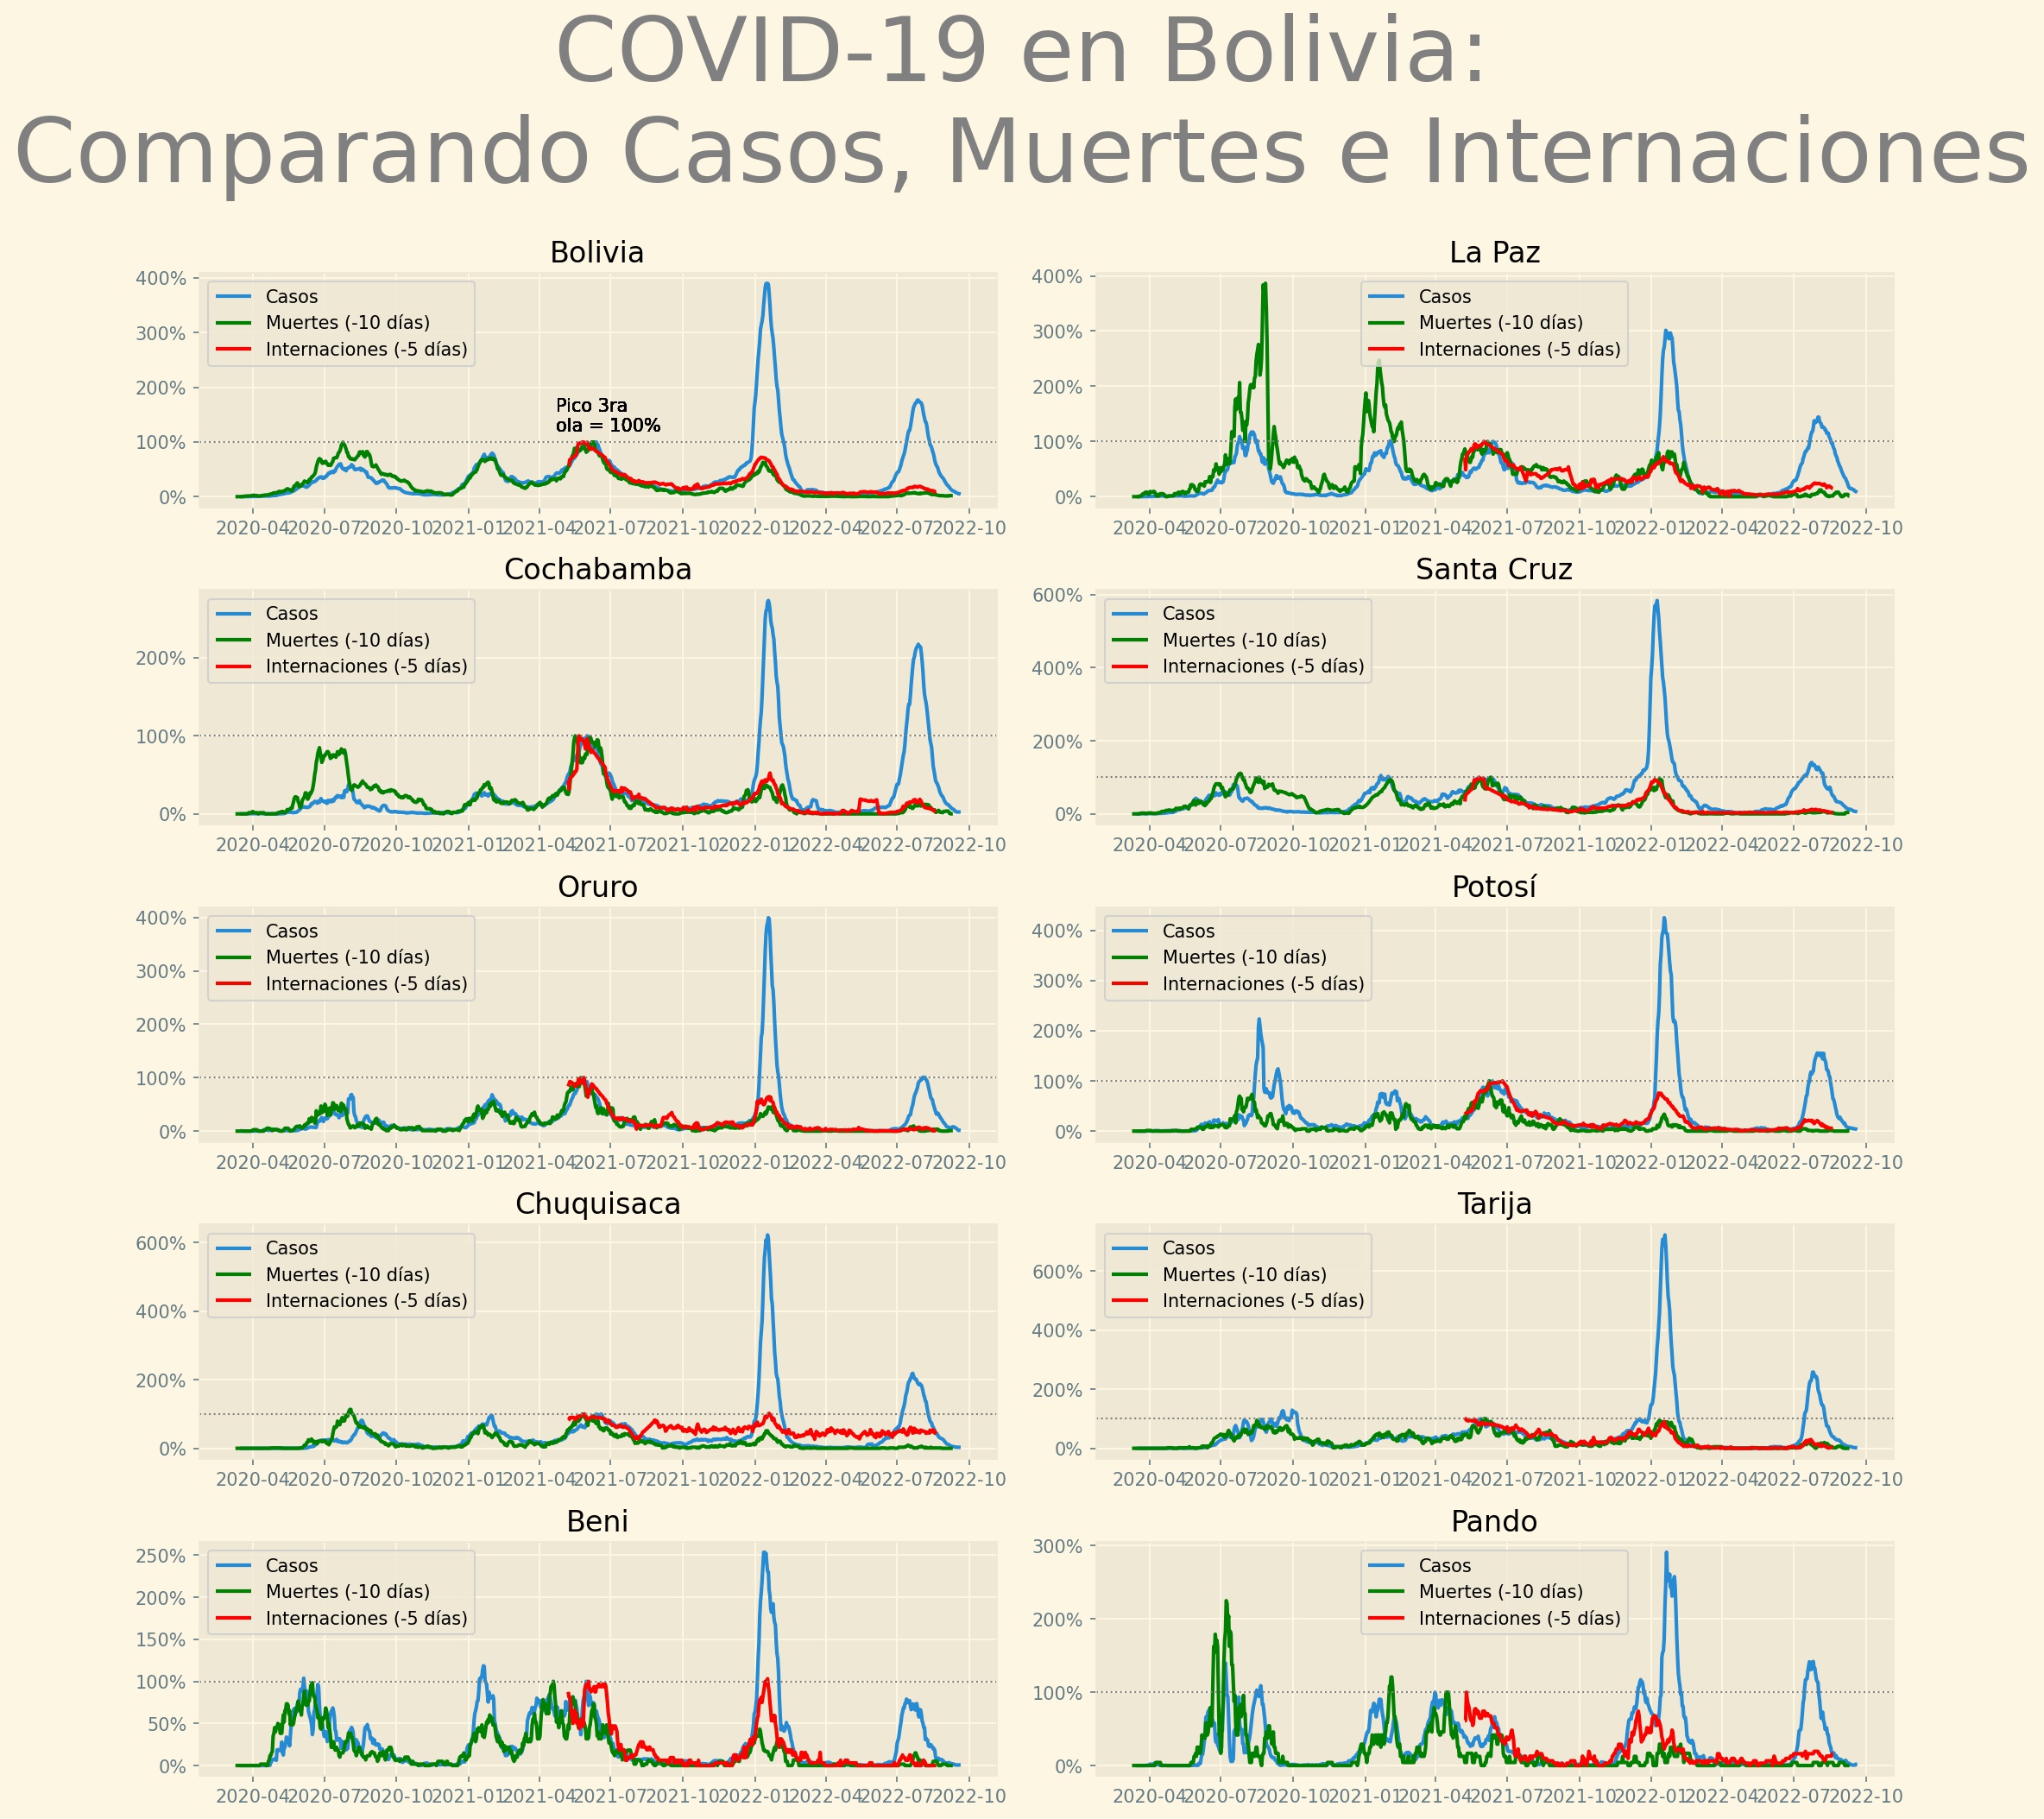 COVID-19 en Bolivia:
Comparando Casos, Muertes e Internaciones
Bolivia
400%
300%
200%
100%
0%
Casos
Muertes (-10 días)
Internaciones (-5 días)
Pico 3ra
ola = 100%
2020-04 2020-07 2020-10 2021-01 2021-04 2021-07 2021-10 2022-01 2022-04 2022-07 2022-10
La Paz
400%
300%
200%
100%
0%
Casos
Muertes (-10 días)
Internaciones (-5 días)
2020-04 2020-07 2020-10 2021-01 2021-04 2021-07 2021-10 2022-01 2022-04 2022-07 2022-10
Cochabamba
200%
100%
0%
Casos
Muertes (-10 días)
Internaciones (-5 días)
2020-04 2020-07 2020-10 2021-01 2021-04 2021-07 2021-10 2022-01 2022-04 2022-07 2022-10
Santa Cruz
600%
400%
200%
0%
Casos
Muertes (-10 días)
Internaciones (-5 días)
2020-04 2020-07 2020-10 2021-01 2021-04 2021-07 2021-10 2022-01 2022-04 2022-07 2022-10
Oruro
400%
300%
200%
100%
0%
Casos
Muertes (-10 días)
Internaciones (-5 días)
2020-04 2020-07 2020-10 2021-01 2021-04 2021-07 2021-10 2022-01 2022-04 2022-07 2022-10
Potosí
400%
300%
200%
100%
0%
Casos
Muertes (-10 días)
Internaciones (-5 días)
2020-04 2020-07 2020-10 2021-01 2021-04 2021-07 2021-10 2022-01 2022-04 2022-07 2022-10
Chuquisaca
600%
400%
200%
0%
Casos
Muertes (-10 días)
Internaciones (-5 días)
2020-04 2020-07 2020-10 2021-01 2021-04 2021-07 2021-10 2022-01 2022-04 2022-07 2022-10
Tarija
600%
400%
200%
0%
Casos
Muertes (-10 días)
Internaciones (-5 días)
2020-04 2020-07 2020-10 2021-01 2021-04 2021-07 2021-10 2022-01 2022-04 2022-07 2022-10
Beni
250%
200%
150%
100%
50%
0%
Casos
Muertes (-10 días)
Internaciones (-5 días)
2020-04 2020-07 2020-10 2021-01 2021-04 2021-07 2021-10 2022-01 2022-04 2022-07 2022-10
Pando
300%
200%
100%
0%
Casos
Muertes (-10 días)
Internaciones (-5 días)
2020-04 2020-07 2020-10 2021-01 2021-04 2021-07 2021-10 2022-01 2022-04 2022-07 2022-10